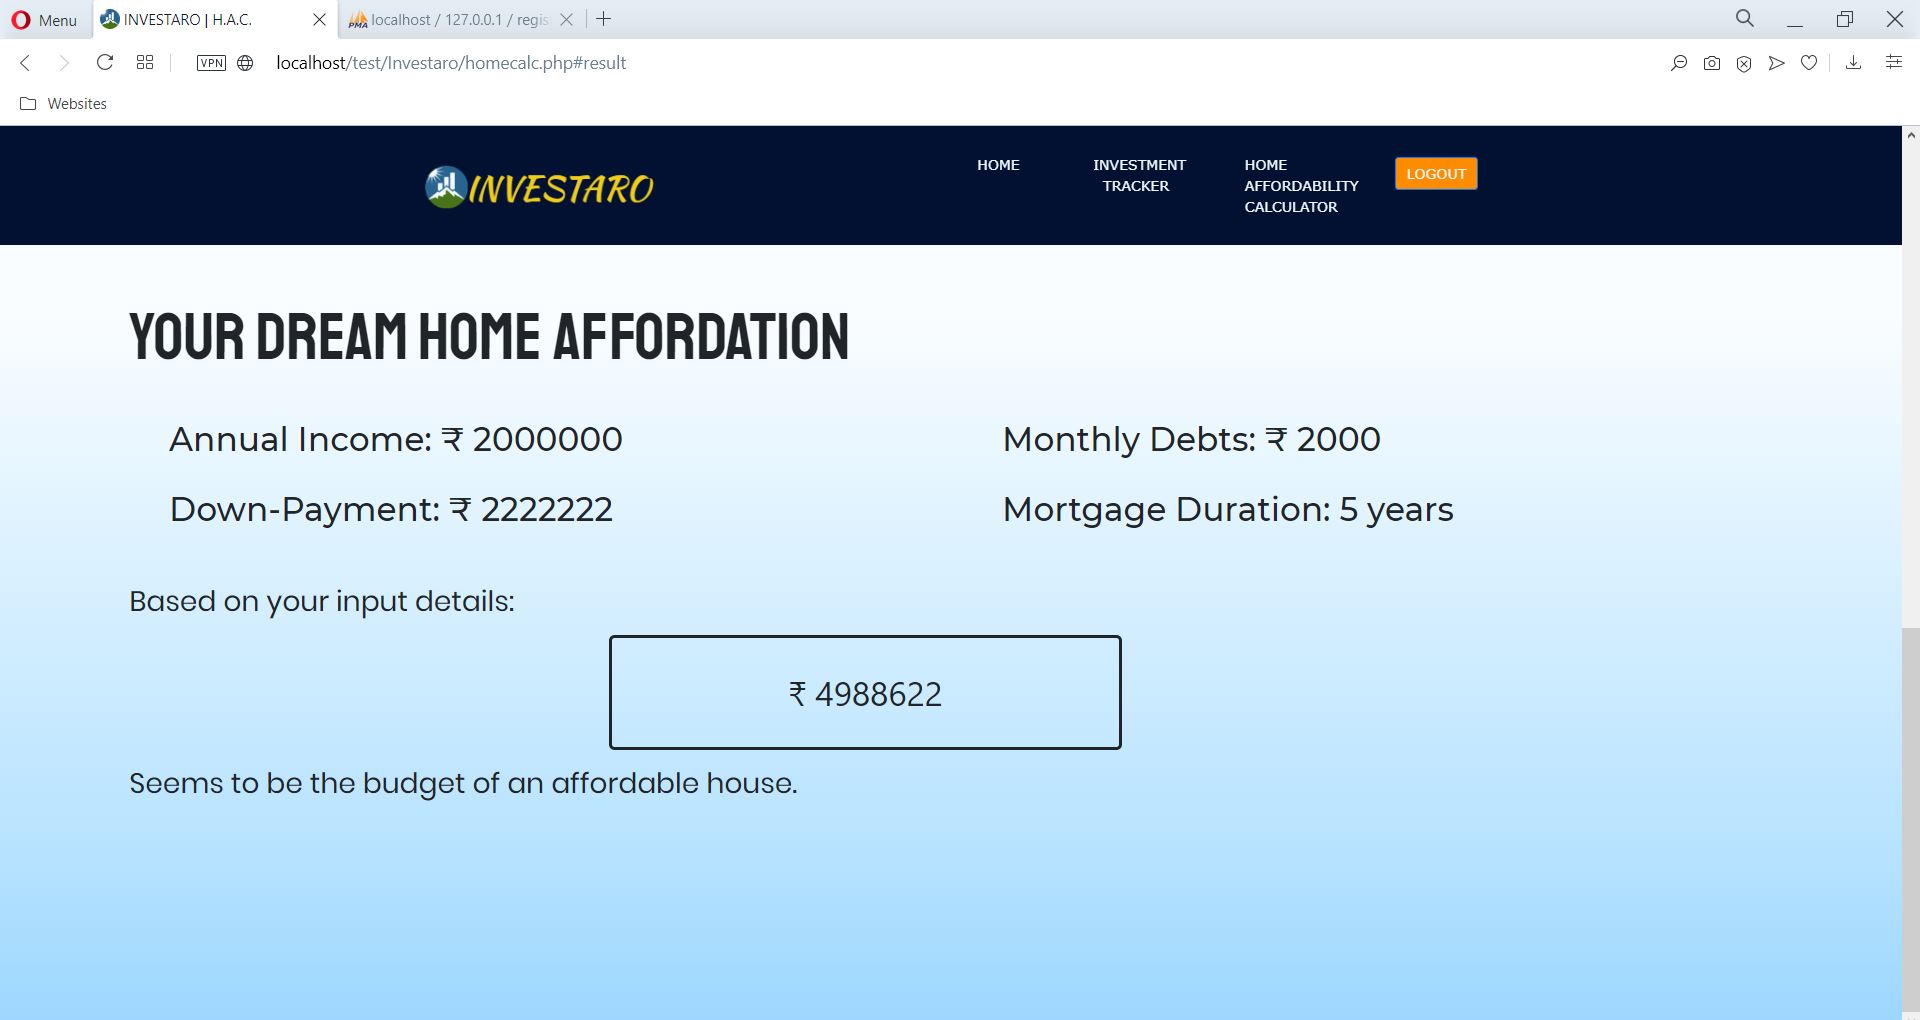 Menu
INVESTARO | H.A.C.
PMA localhost / 127.0.0.1 / regis
VPN
localhost/test/Investaro/homecalc.php#result
Websites
INVESTARO
HOME
INVESTMENT
TRACKER
HOME
AFFORDABILITY
CALCULATOR
LOGOUT
YOUR DREAM HOME AFFORDATION
Annual Income: ₹ 2000000
Monthly Debts: ₹ 2000
Down-Payment: ₹ 2222222
Mortgage Duration: 5 years
Based on your input details:
₹ 4988622
Seems to be the budget of an affordable house.